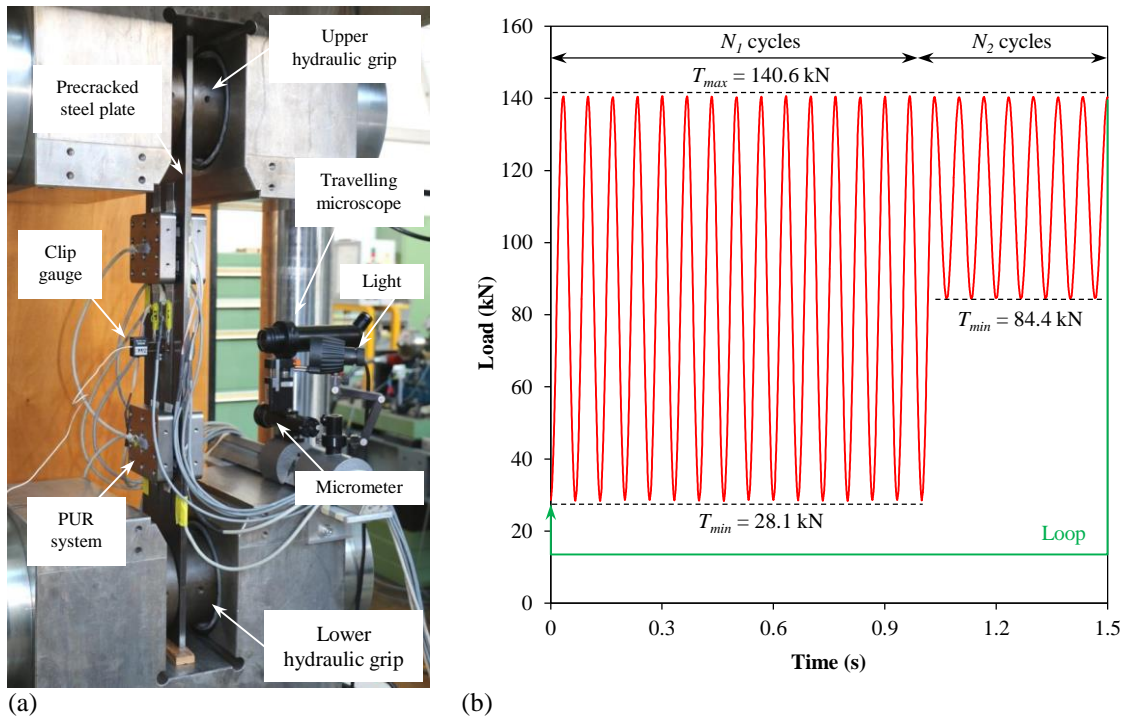 Upper
hydraulic grip
Precracked
steel plate
Travelling
microscope
Clip
gauge
Light
Micrometer
PUR
system
Lower
hydraulic grip
(a)
160
140
120
100
80
60
40
20
0
Load (kN)
N1 cycles
N2 cycles
Tmax = 140.6 kN
Tmin = 84.4 kN
Tmin = 28.1 kN
Loop
0
0.3
0.6
0.9
1.2
1.5
Time (s)
(b)